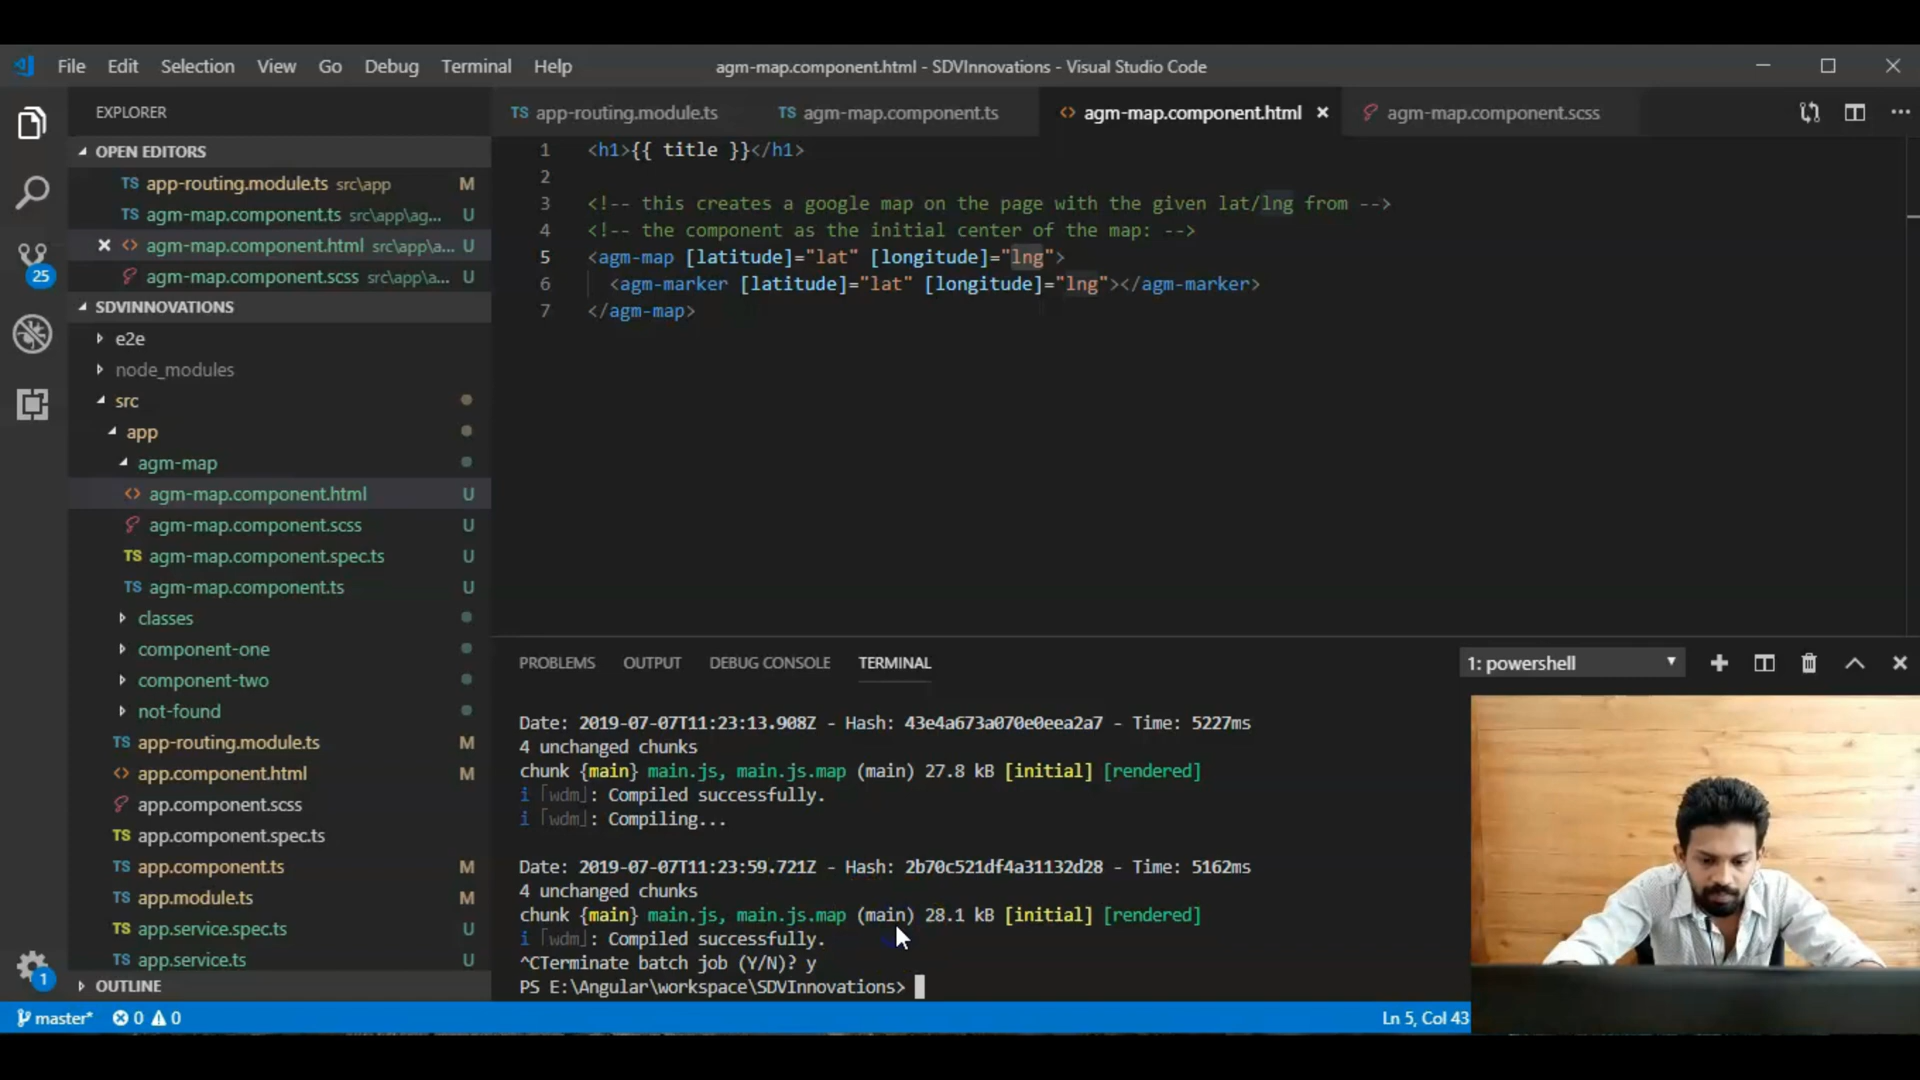 File Edit Selection View Go Debug Terminal Help
agm-map.component.html - SDVInnovations - Visual Studio Code
EXPLORER
OPEN EDITORS
TS app-routing.module.ts src\app M
TS agm-map.component.ts src\app\ag... U
<> agm-map.component.html src\app\a... U
agm-map.component.scss src\app\a... U
SDVINNOVATIONS
e2e
node_modules
src
app
agm-map
<> agm-map.component.html U
agm-map.component.scss U
TS agm-map.component.spec.ts U
TS agm-map.component.ts U
classes
component-one
component-two
not-found
TS app-routing.module.ts M
<> app.component.html M
app.component.scss
TS app.component.spec.ts
TS app.component.ts M
TS app.module.ts M
TS app.service.spec.ts U
TS app.service.ts U
OUTLINE
25
1
TS app-routing.module.ts TS agm-map.component.ts <> agm-map.component.html agm-map.component.scss
1 <h1>{{ title }}</h1>
2
3 <!-- this creates a google map on the page with the given lat/lng from -->
4 <!-- the component as the initial center of the map: -->
5 <agm-map [latitude]="lat" [longitude]="lng">
6 <agm-marker [latitude]="lat" [longitude]="lng"></agm-marker>
7 </agm-map>
PROBLEMS OUTPUT DEBUG CONSOLE TERMINAL 1: powershell
Date: 2019-07-07T11:23:13.908Z - Hash: 43e4a673a070e0eea2a7 - Time: 5227ms
4 unchanged chunks
chunk {main} main.js, main.js.map (main) 27.8 kB [initial] [rendered]
i ｢wdm｣: Compiled successfully.
i ｢wdm｣: Compiling...
Date: 2019-07-07T11:23:59.721Z - Hash: 2b70c521df4a31132d28 - Time: 5162ms
4 unchanged chunks
chunk {main} main.js, main.js.map (main) 28.1 kB [initial] [rendered]
i ｢wdm｣: Compiled successfully.
^CTerminate batch job (Y/N)? y
PS E:\Angular\workspace\SDVInnovations>
master* 0 0 Ln 5, Col 43